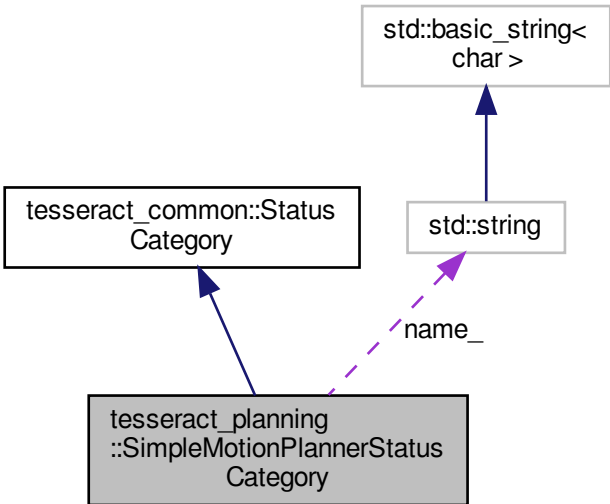 std::basic_string<
char >
tesseract_common::Status
Category
std::string
name_
tesseract_planning
::SimpleMotionPlannerStatus
Category